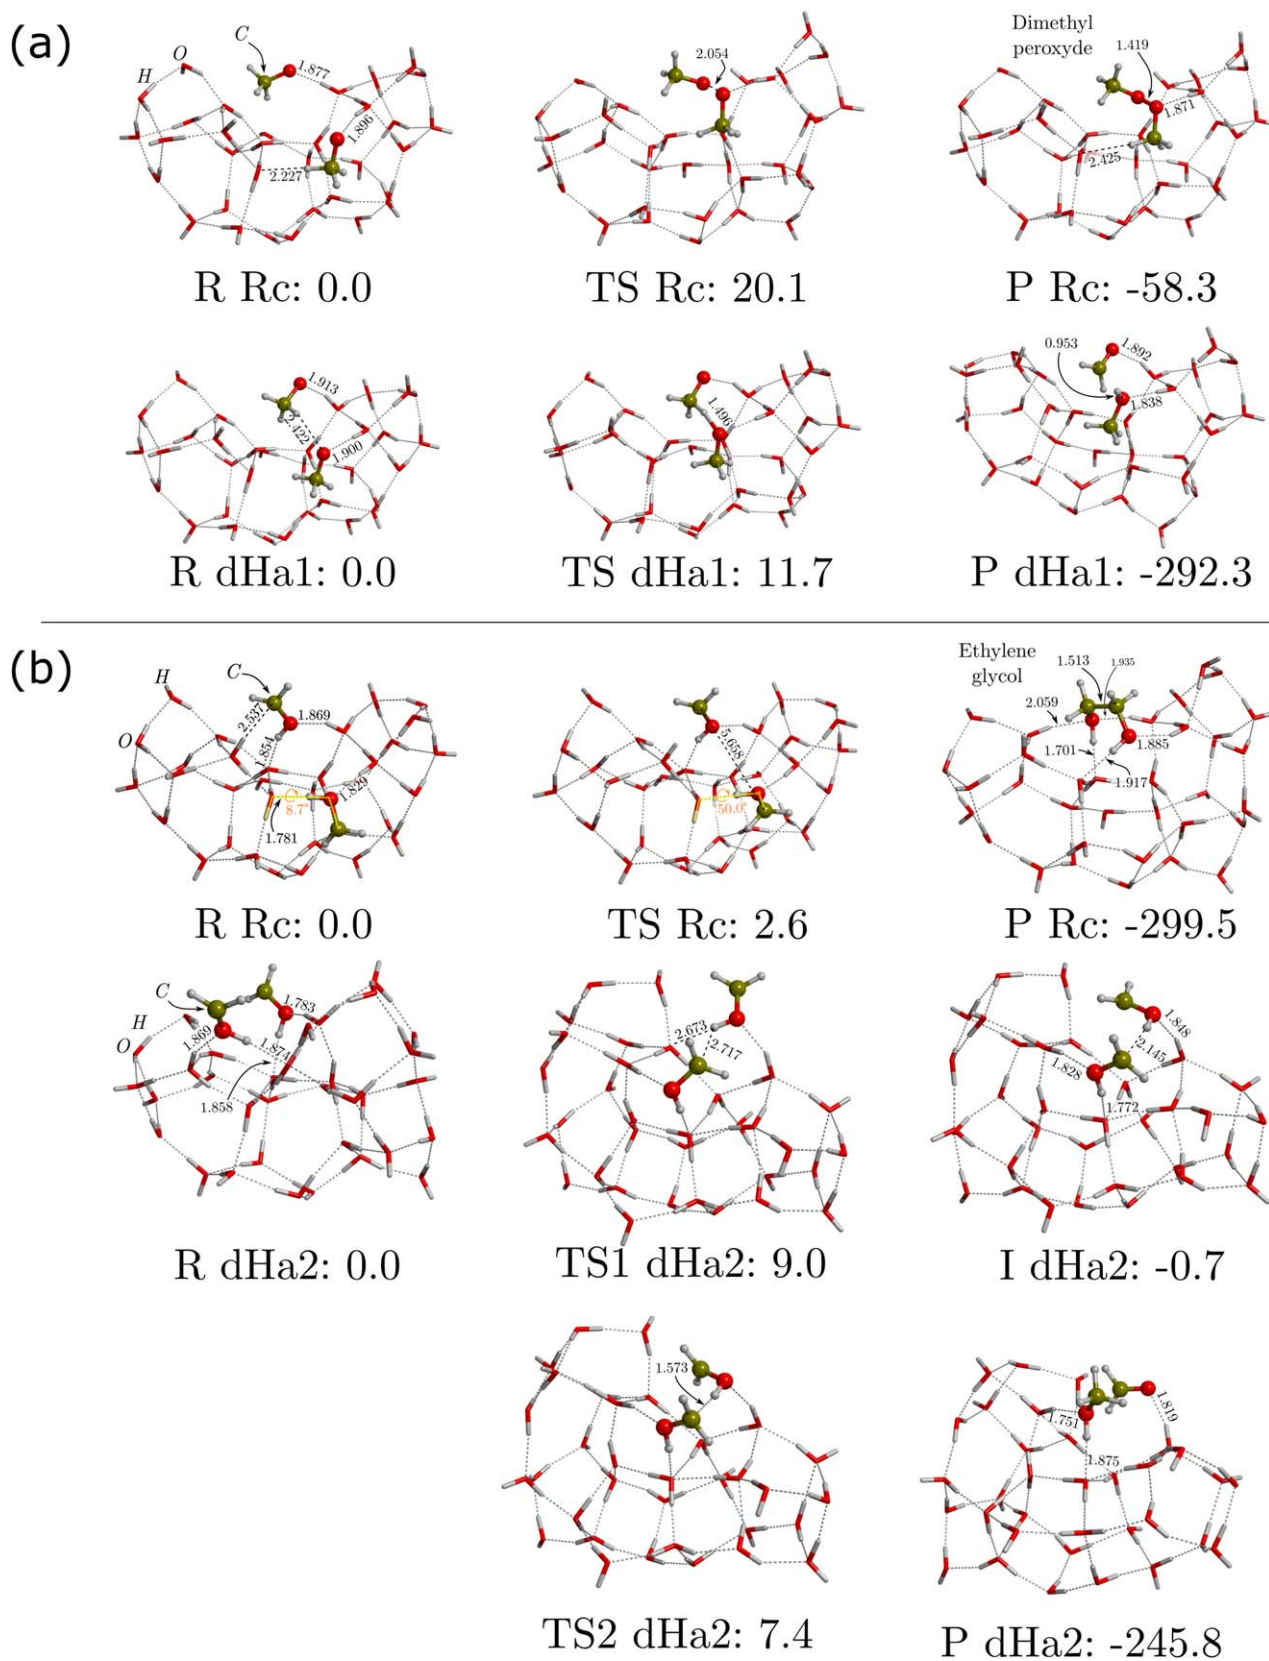 (a)
C
O
H
1.877
1.896
2.227
R Rc: 0.0
2.054
TS Rc: 20.1
Dimethyl
peroxyde
1.419
1.871
2.425
P Rc: -58.3
1.913
2.422
1.900
R dHa1: 0.0
1.496
TS dHa1: 11.7
0.953
1.892
1.838
P dHa1: -292.3
(b)
H
C
O
2.537
1.869
1.854
1.829
8.7°
1.781
R Rc: 0.0
5.658
50.0°
TS Rc: 2.6
Ethylene
glycol
1.513
1.935
2.059
1.701
1.885
1.917
P Rc: -299.5
C
H
O
1.783
1.869
1.874
1.858
R dHa2: 0.0
2.673
2.717
TS1 dHa2: 9.0
1.848
2.145
1.828
1.772
I dHa2: -0.7
1.573
TS2 dHa2: 7.4
1.819
1.751
1.875
P dHa2: -245.8